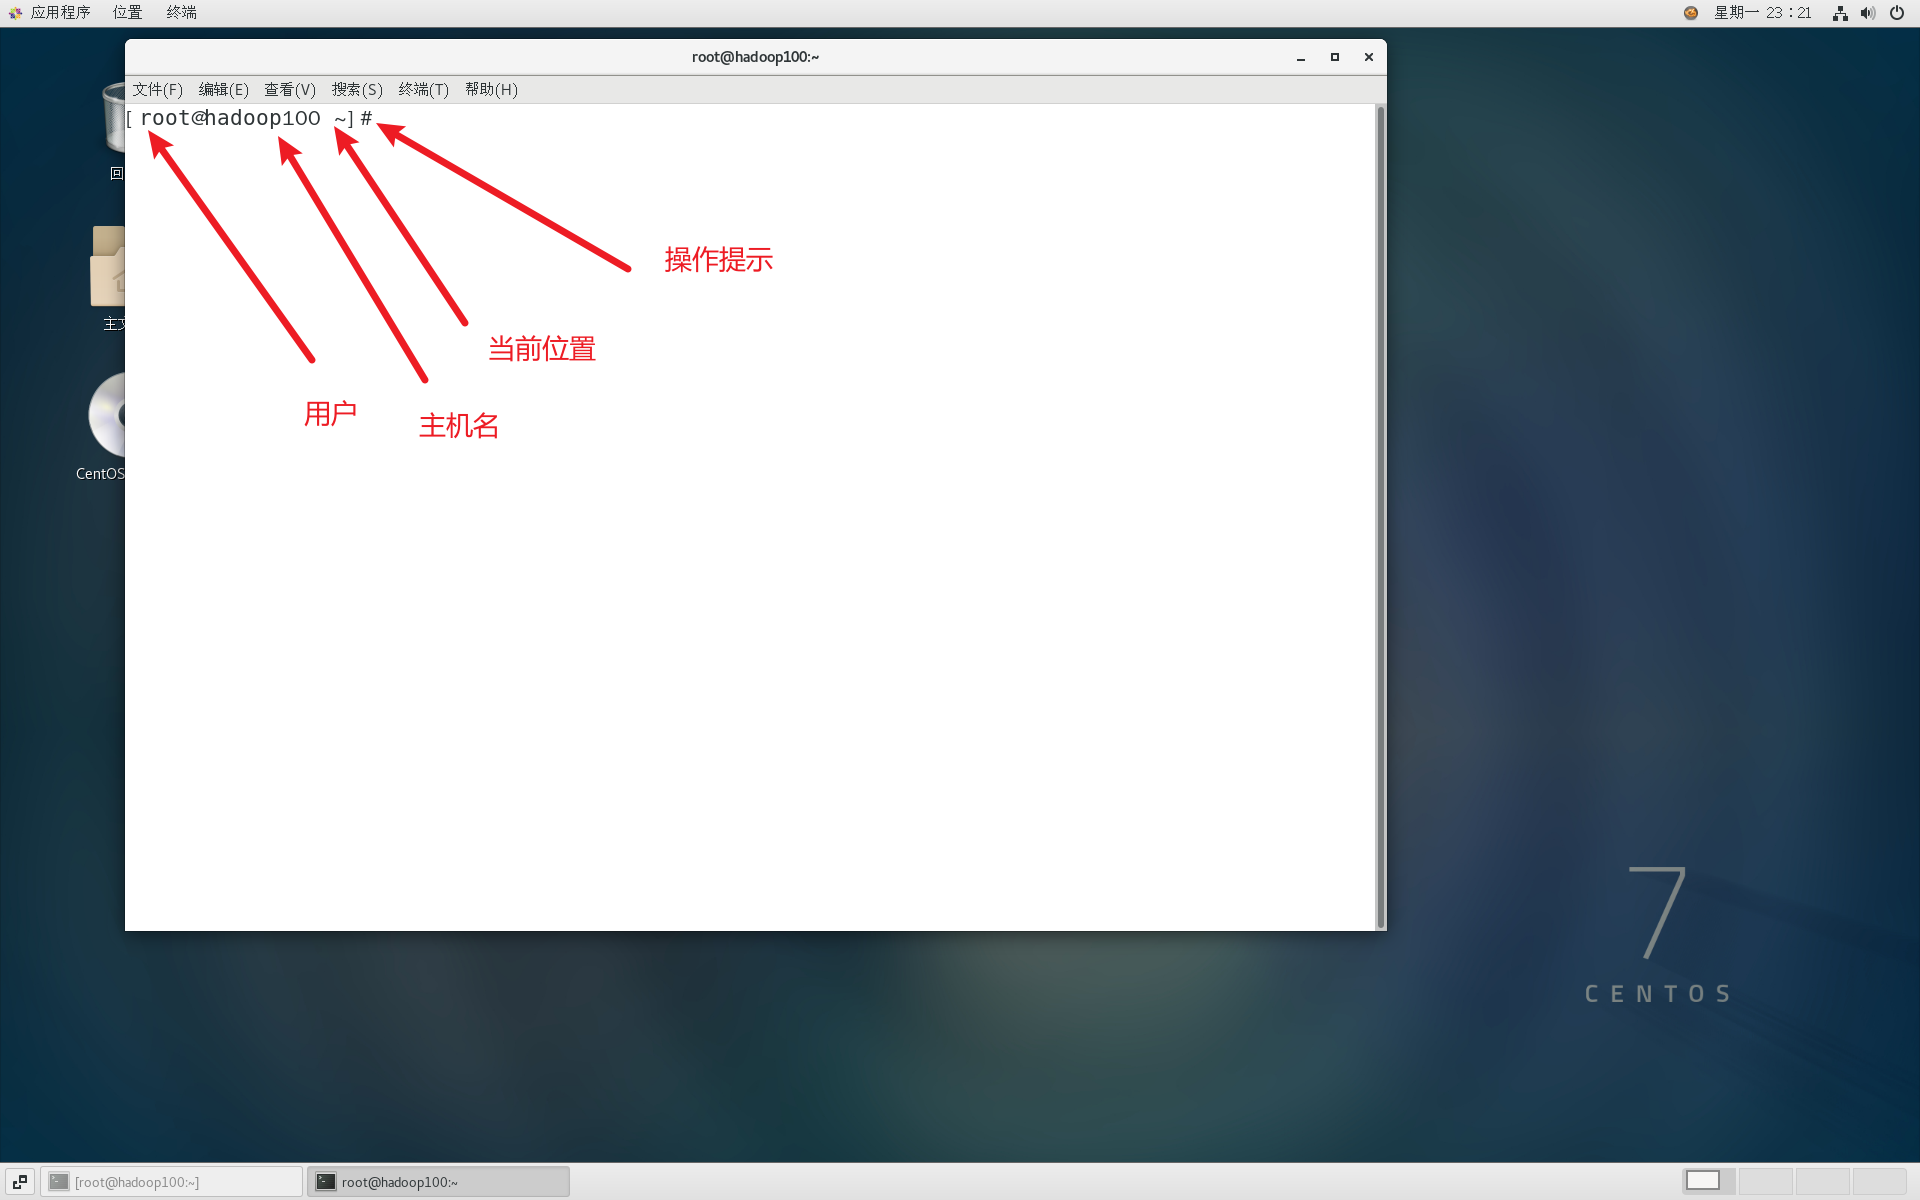 应用程序 位置 终端 星期一 23：21
root@hadoop100:~
文件(F) 编辑(E) 查看(V) 搜索(S) 终端(T) 帮助(H)
[root@hadoop100 ~]#
回
操作提示
主文
当前位置
用户
主机名
CentOS
7
CENTOS
[root@hadoop100:~]
root@hadoop100:~